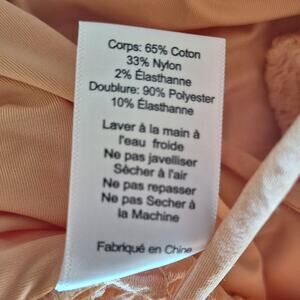 Corps: 65% Coton
33% Nylon
2% Élasthanne
Doublure: 90% Polyester
10% Élasthanne
Laver à la main à
l'eau froide
Ne pas javelliser
Sècher à l'air
Ne pas repasser
Ne pas Secher à
la Machine
Fabriqué en Chine